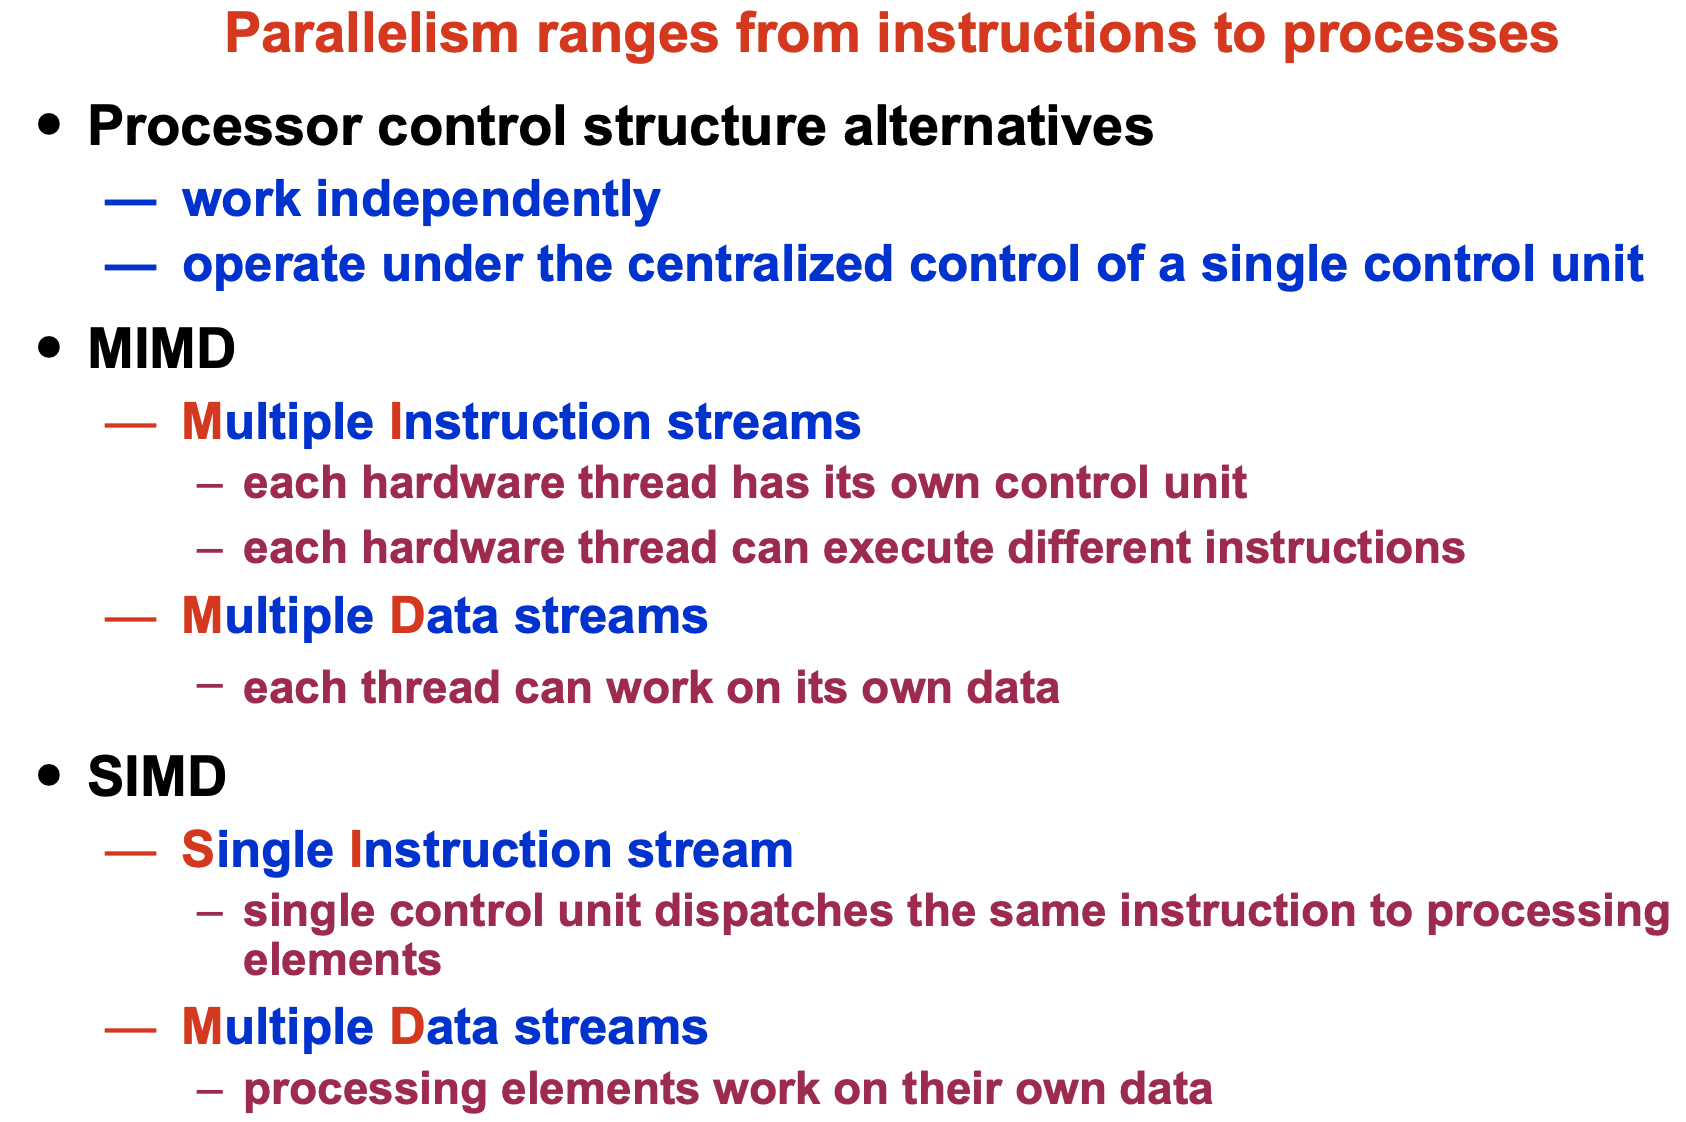 Parallelism ranges from instructions to processes
• Processor control structure alternatives
— work independently
— operate under the centralized control of a single control unit
• MIMD
— Multiple Instruction streams
– each hardware thread has its own control unit
– each hardware thread can execute different instructions
— Multiple Data streams
– each thread can work on its own data
• SIMD
— Single Instruction stream
– single control unit dispatches the same instruction to processing
elements
— Multiple Data streams
– processing elements work on their own data